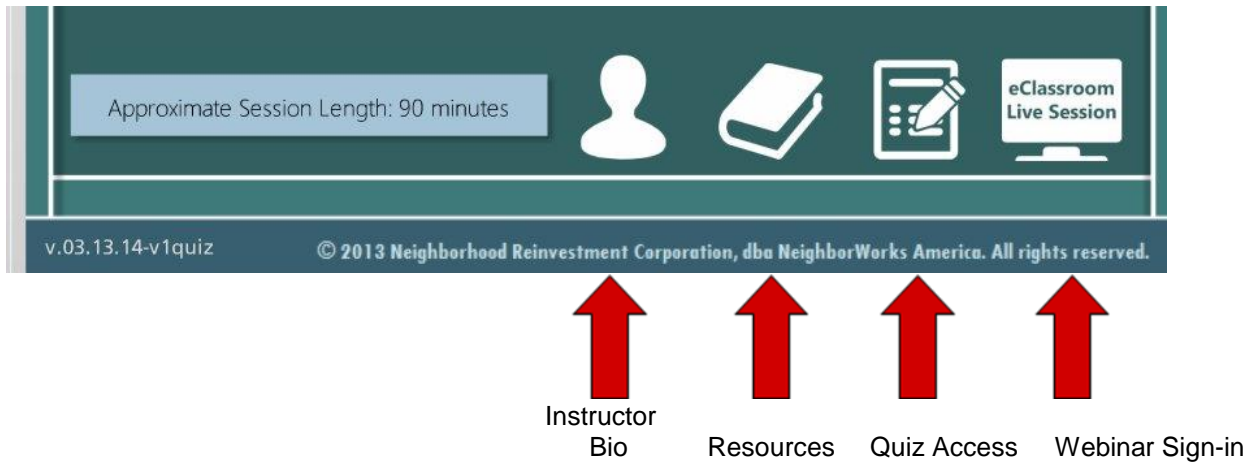 Approximate Session Length: 90 minutes
eClassroom
Live Session
v.03.13.14-v1quiz
© 2013 Neighborhood Reinvestment Corporation, dba NeighborWorks America. All rights reserved.
Instructor
Bio
Resources
Quiz Access
Webinar Sign-in